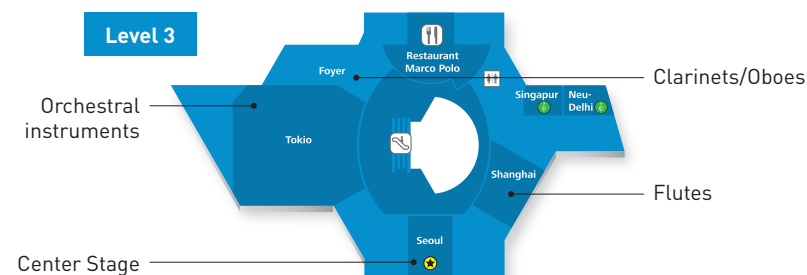 Level 3
Restaurant
Marco Polo
Foyer
Clarinets/Oboes
Singapur
Neu-
Delhi
Orchestral
instruments
Tokio
Shanghai
Flutes
Seoul
Center Stage